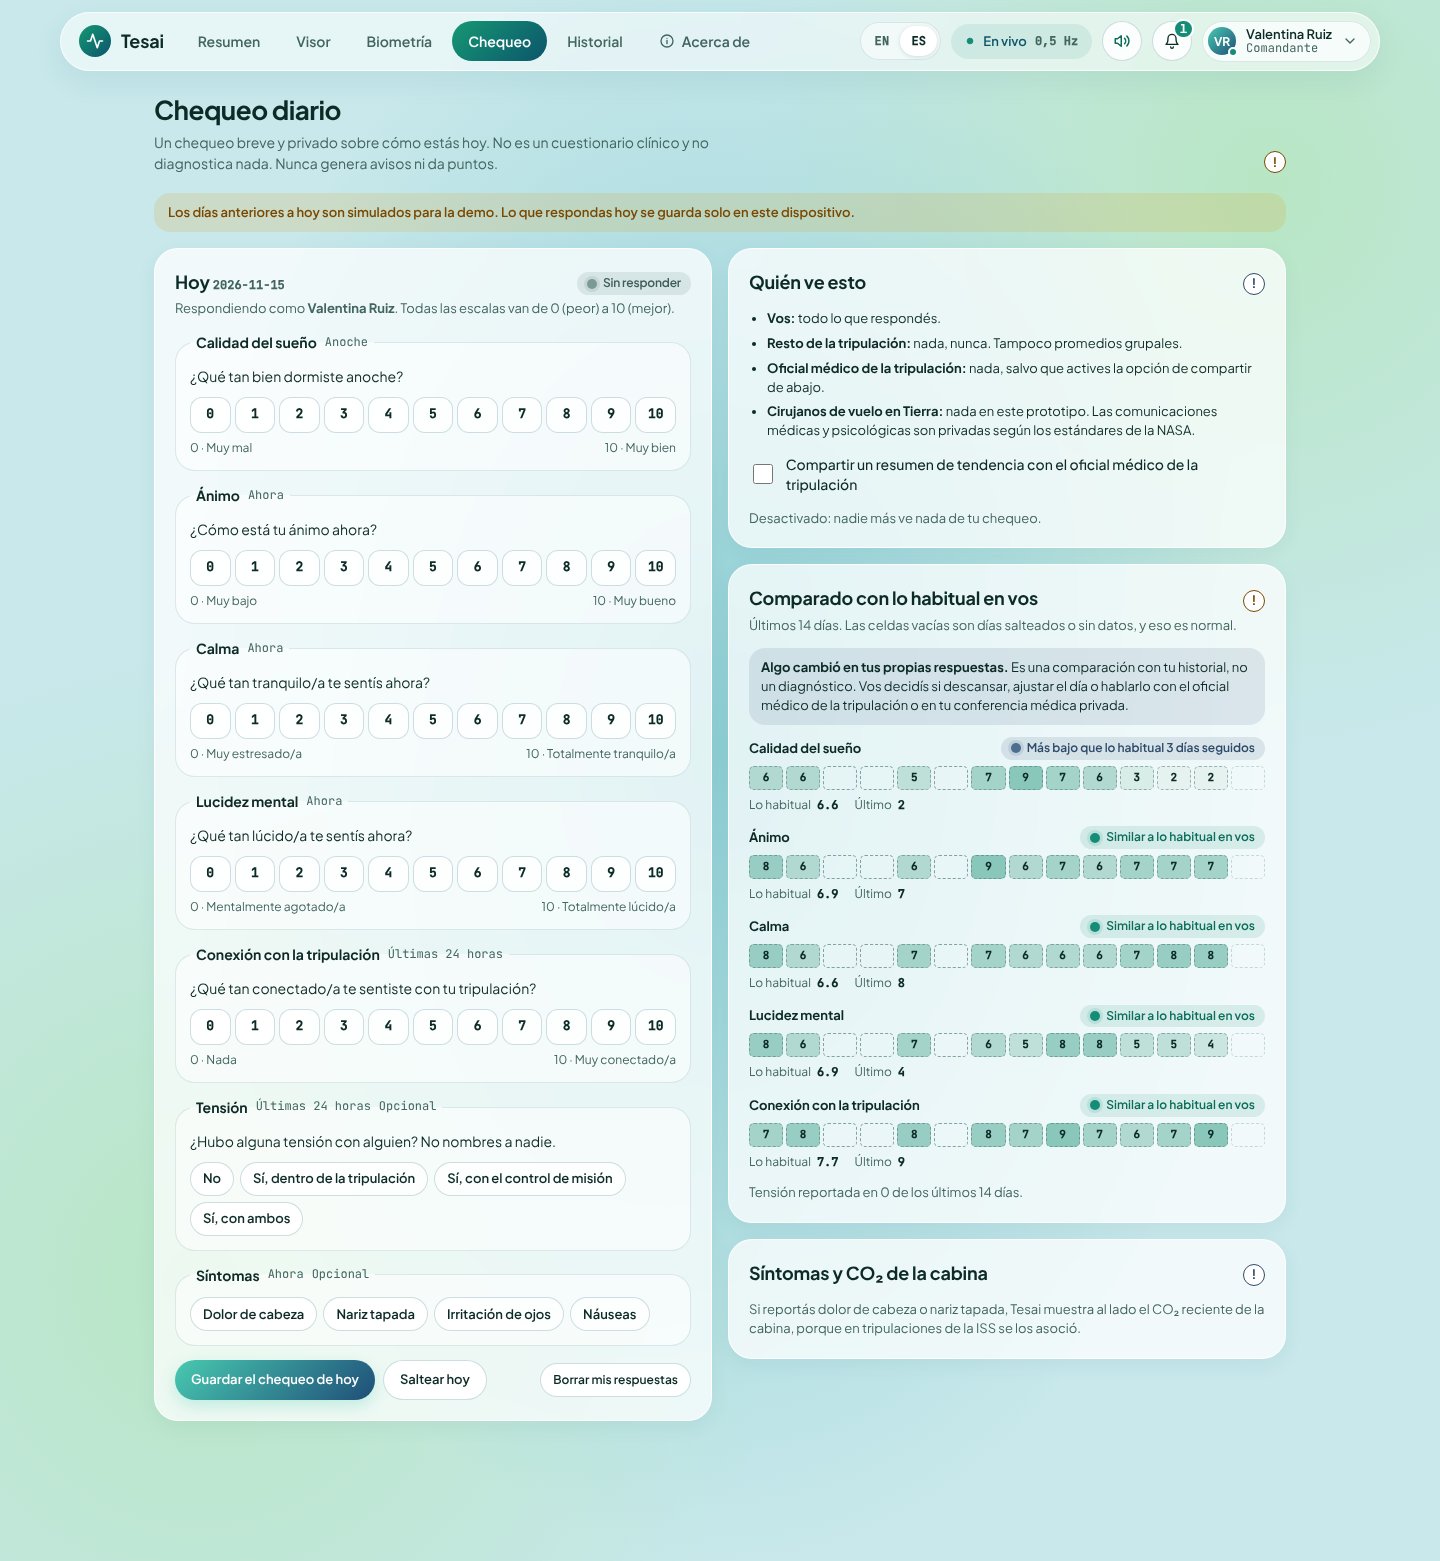 Tesai
Resumen
Visor
Biometría
Chequeo
Historial
Acerca de
EN
ES
En vivo 0,5 Hz
1
VR
Valentina Ruiz
Comandante
Chequeo diario
Un chequeo breve y privado sobre cómo estás hoy. No es un cuestionario clínico y no
diagnostica nada. Nunca genera avisos ni da puntos.
!
Los días anteriores a hoy son simulados para la demo. Lo que respondas hoy se guarda solo en este dispositivo.
Hoy 2026-11-15
Sin responder
Respondiendo como Valentina Ruiz. Todas las escalas van de 0 (peor) a 10 (mejor).
Calidad del sueño Anoche
¿Qué tan bien dormiste anoche?
0 1 2 3 4 5 6 7 8 9 10
0 · Muy mal 10 · Muy bien
Ánimo Ahora
¿Cómo está tu ánimo ahora?
0 1 2 3 4 5 6 7 8 9 10
0 · Muy bajo 10 · Muy bueno
Calma Ahora
¿Qué tan tranquilo/a te sentís ahora?
0 1 2 3 4 5 6 7 8 9 10
0 · Muy estresado/a 10 · Totalmente tranquilo/a
Lucidez mental Ahora
¿Qué tan lúcido/a te sentís ahora?
0 1 2 3 4 5 6 7 8 9 10
0 · Mentalmente agotado/a 10 · Totalmente lúcido/a
Conexión con la tripulación Últimas 24 horas
¿Qué tan conectado/a te sentiste con tu tripulación?
0 1 2 3 4 5 6 7 8 9 10
0 · Nada 10 · Muy conectado/a
Tensión Últimas 24 horas Opcional
¿Hubo alguna tensión con alguien? No nombres a nadie.
No
Sí, dentro de la tripulación
Sí, con el control de misión
Sí, con ambos
Síntomas Ahora Opcional
Dolor de cabeza
Nariz tapada
Irritación de ojos
Náuseas
Guardar el chequeo de hoy
Saltear hoy
Borrar mis respuestas
Quién ve esto
!
• Vos: todo lo que respondés.
• Resto de la tripulación: nada, nunca. Tampoco promedios grupales.
• Oficial médico de la tripulación: nada, salvo que actives la opción de compartir
de abajo.
• Cirujanos de vuelo en Tierra: nada en este prototipo. Las comunicaciones
médicas y psicológicas son privadas según los estándares de la NASA.
Compartir un resumen de tendencia con el oficial médico de la
tripulación
Desactivado: nadie más ve nada de tu chequeo.
Comparado con lo habitual en vos
!
Últimos 14 días. Las celdas vacías son días salteados o sin datos, y eso es normal.
Algo cambió en tus propias respuestas. Es una comparación con tu historial, no
un diagnóstico. Vos decidís si descansar, ajustar el día o hablarlo con el oficial
médico de la tripulación o en tu conferencia médica privada.
Calidad del sueño
Más bajo que lo habitual 3 días seguidos
6 6 5 7 9 7 6 3 2 2
Lo habitual 6.6 Último 2
Ánimo
Similar a lo habitual en vos
8 6 6 9 6 7 6 7 7 7
Lo habitual 6.9 Último 7
Calma
Similar a lo habitual en vos
8 6 7 7 6 6 6 7 8 8
Lo habitual 6.6 Último 8
Lucidez mental
Similar a lo habitual en vos
8 6 7 6 5 8 8 5 5 4
Lo habitual 6.9 Último 4
Conexión con la tripulación
Similar a lo habitual en vos
7 8 8 8 7 9 7 6 7 9
Lo habitual 7.7 Último 9
Tensión reportada en 0 de los últimos 14 días.
Síntomas y CO₂ de la cabina
!
Si reportás dolor de cabeza o nariz tapada, Tesai muestra al lado el CO₂ reciente de la
cabina, porque en tripulaciones de la ISS se los asoció.